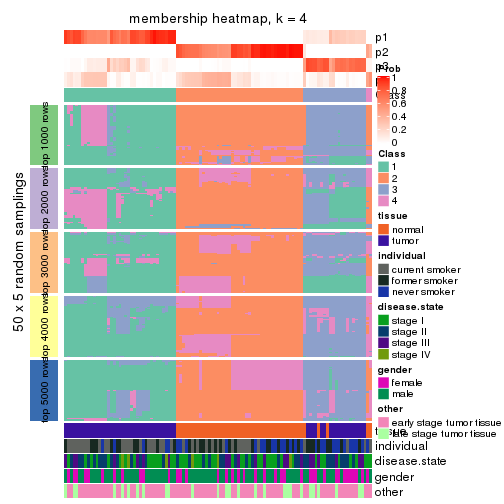 membership heatmap, k = 4
p1
p2
p3
Prob
1
0.8
0.6
0.4
0.2
0
Class
1
2
3
4
tissue
normal
tumor
individual
current smoker
former smoker
never smoker
disease.state
stage I
stage II
stage III
stage IV
gender
female
male
other
early stage tumor tissue
late stage tumor tissue
50 x 5 random samplings
top 1000 rows
top 2000 rows
top 3000 rows
top 4000 rows
top 5000 rows
tissue
individual
disease.state
gender
other